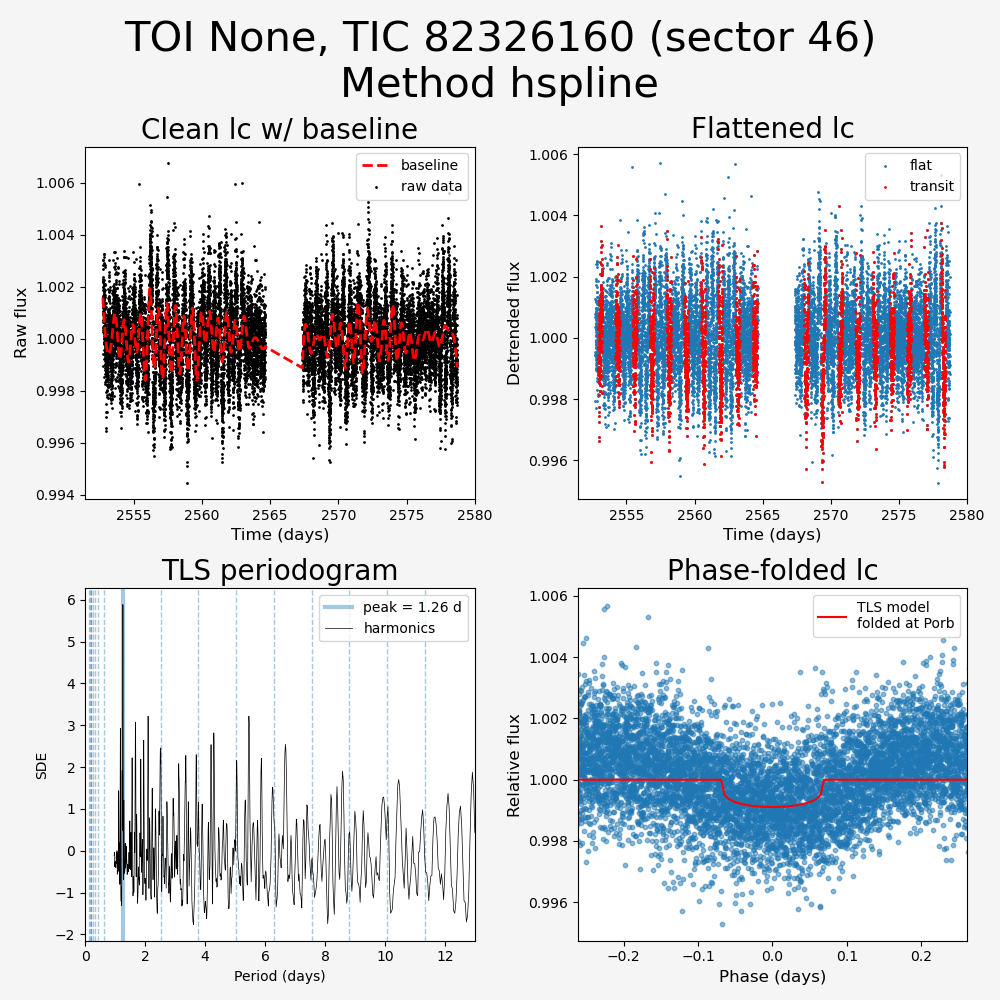 TOI None, TIC 82326160 (sector 46)
Method hspline
Clean lc w/ baseline
baseline
raw data
1.006
1.004
1.002
1.000
0.998
0.996
0.994
Raw flux
2555
2560
2565
2570
2575
2580
Time (days)
Flattened lc
flat
transit
1.006
1.004
1.002
1.000
0.998
0.996
Detrended flux
2555
2560
2565
2570
2575
2580
Time (days)
TLS periodogram
peak = 1.26 d
harmonics
6
5
4
3
2
1
0
−1
−2
SDE
0
2
4
6
8
10
12
Period (days)
Phase-folded lc
TLS model
folded at Porb
1.006
1.004
1.002
1.000
0.998
0.996
Relative flux
−0.2
−0.1
0.0
0.1
0.2
Phase (days)